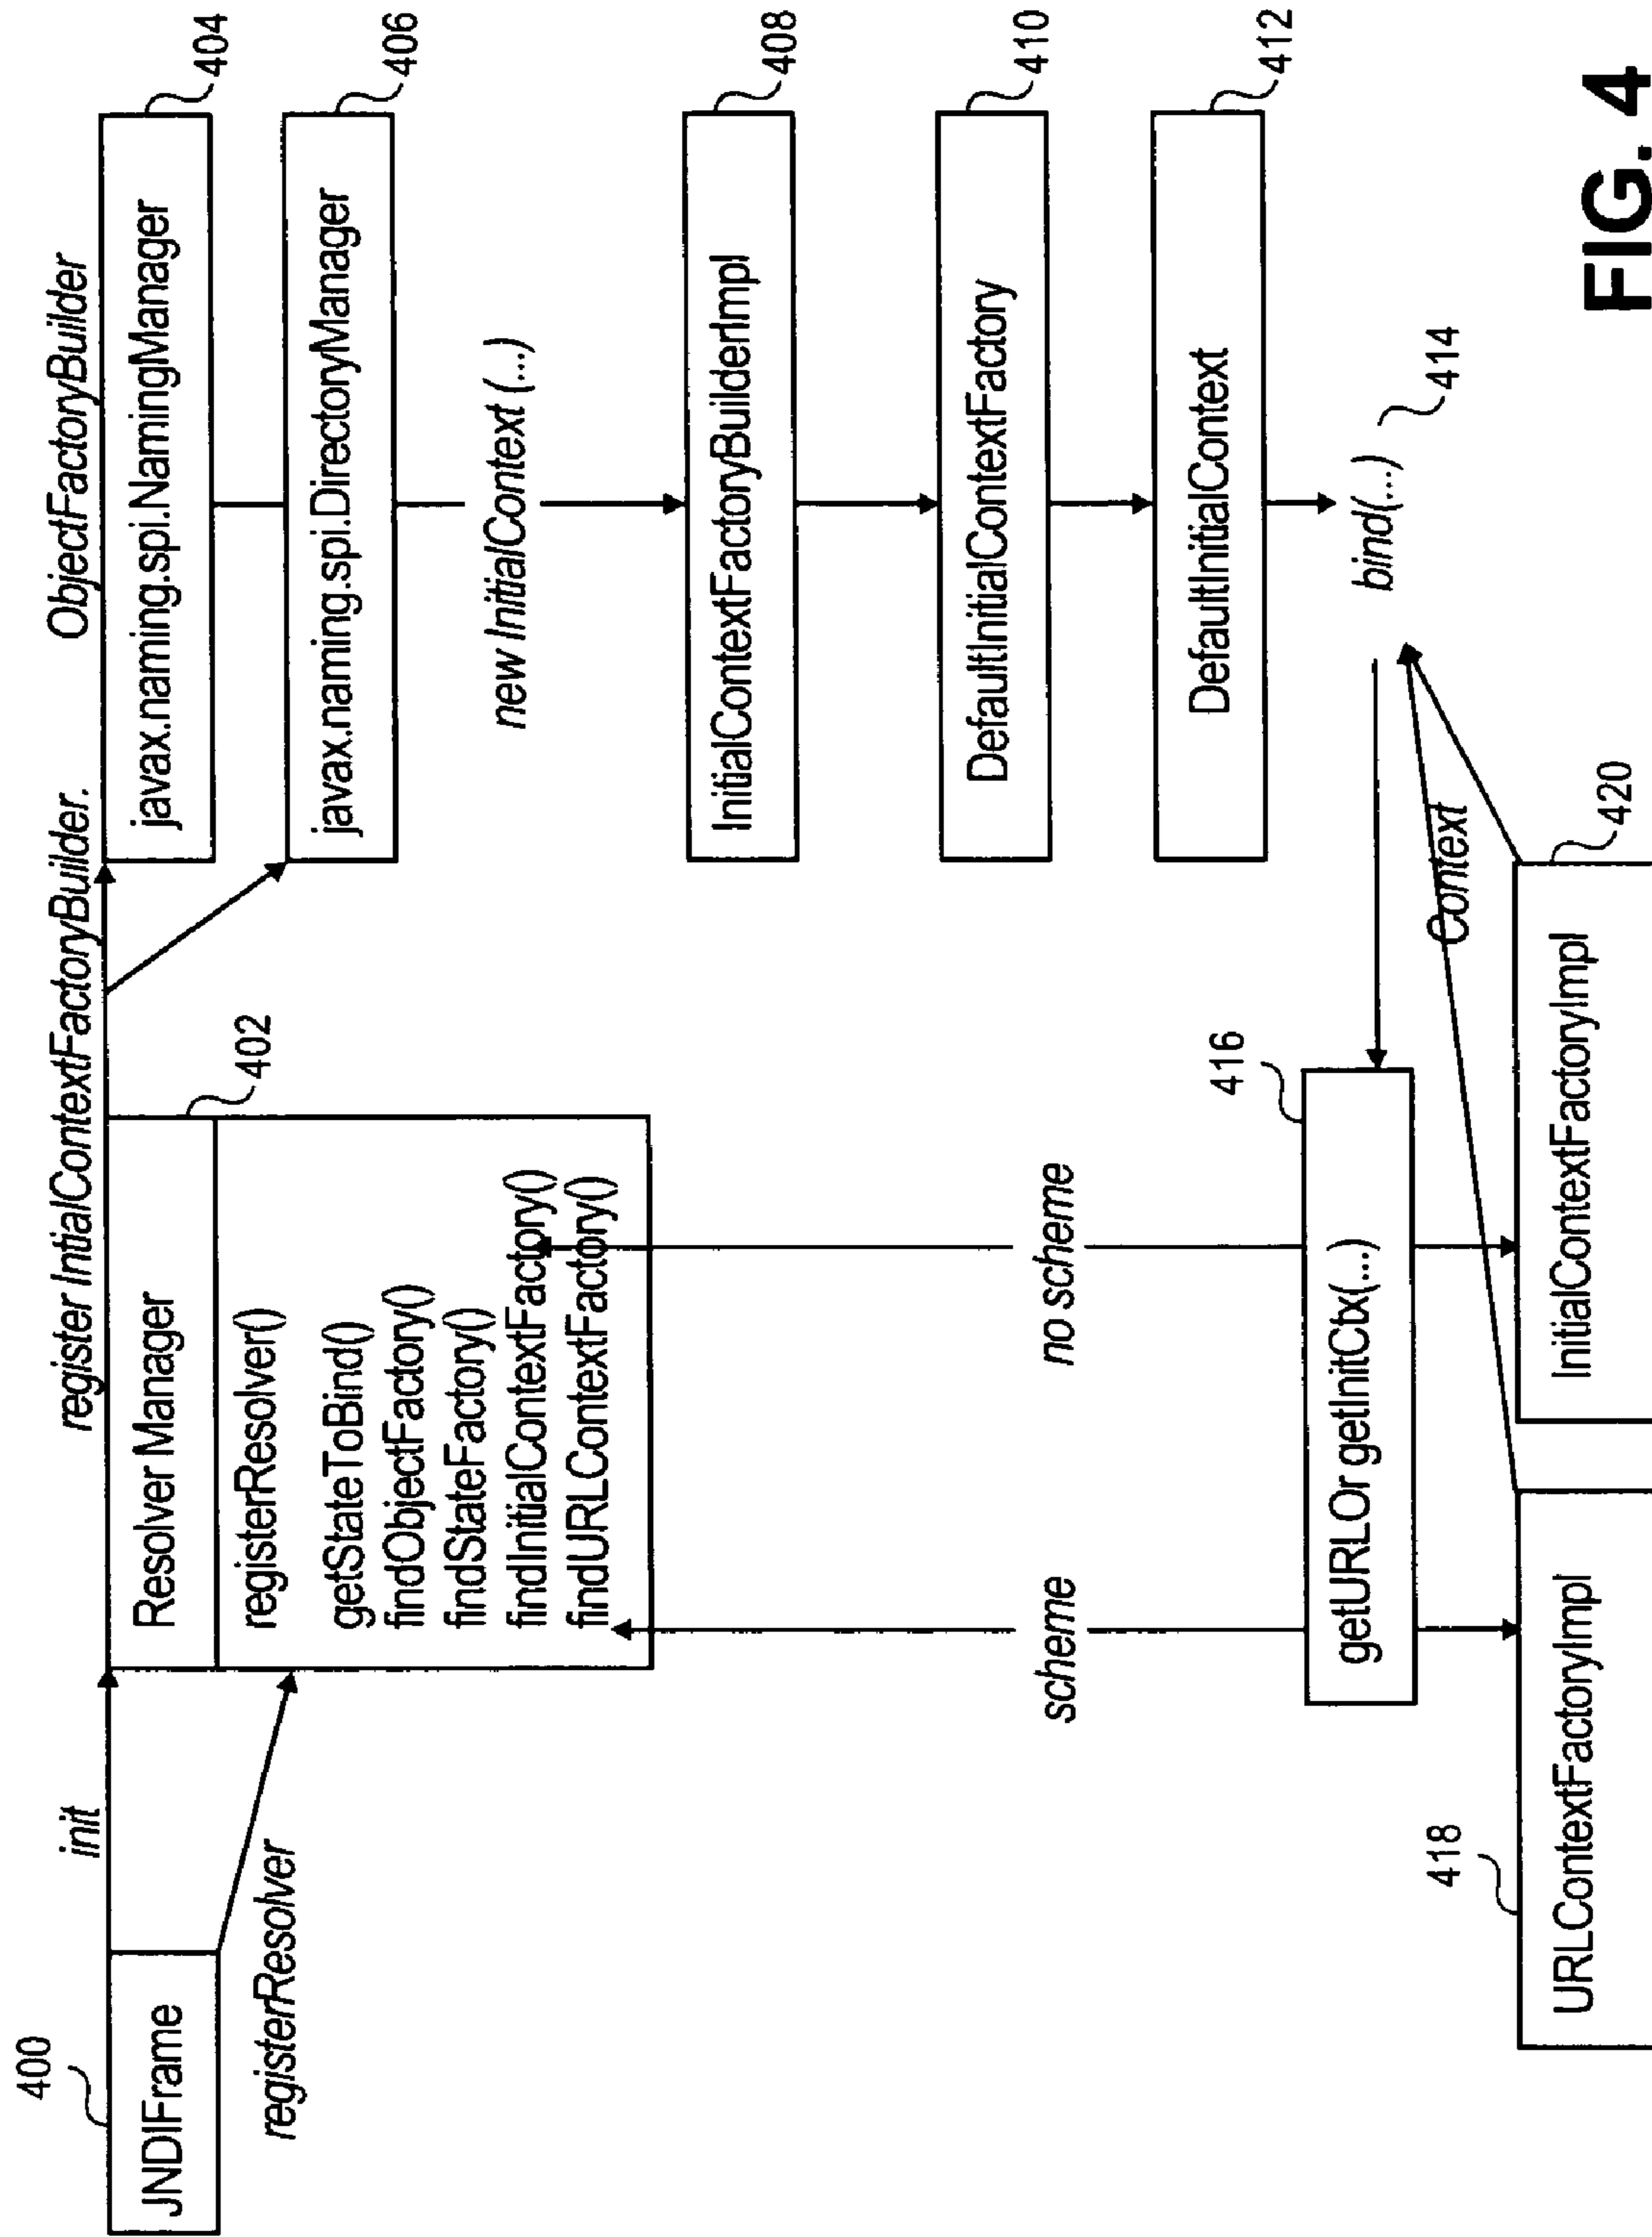 400
JNDIFrame
init
registerResolver
Resolver Manager
402
registerResolver()
getStateToBind()
findObjectFactory()
findStateFactory()
findInitialContextFactory()
findURLContextFactory()
register IntialContextFactoryBuilder.
ObjectFactoryBuilder
javax.naming.spi.NamingManager
404
javax.naming.spi.DirectoryManager
406
new InitialContext (...)
InitialContextFactoryBuilderImpl
408
DefaultInitialContextFactory
410
DefaultInitialContext
412
bind(...)
414
scheme
no scheme
416
getURLOr getInitCtx(...)
Context
418
URLContextFactoryImpl
InitialContextFactoryImpl
420
FIG. 4